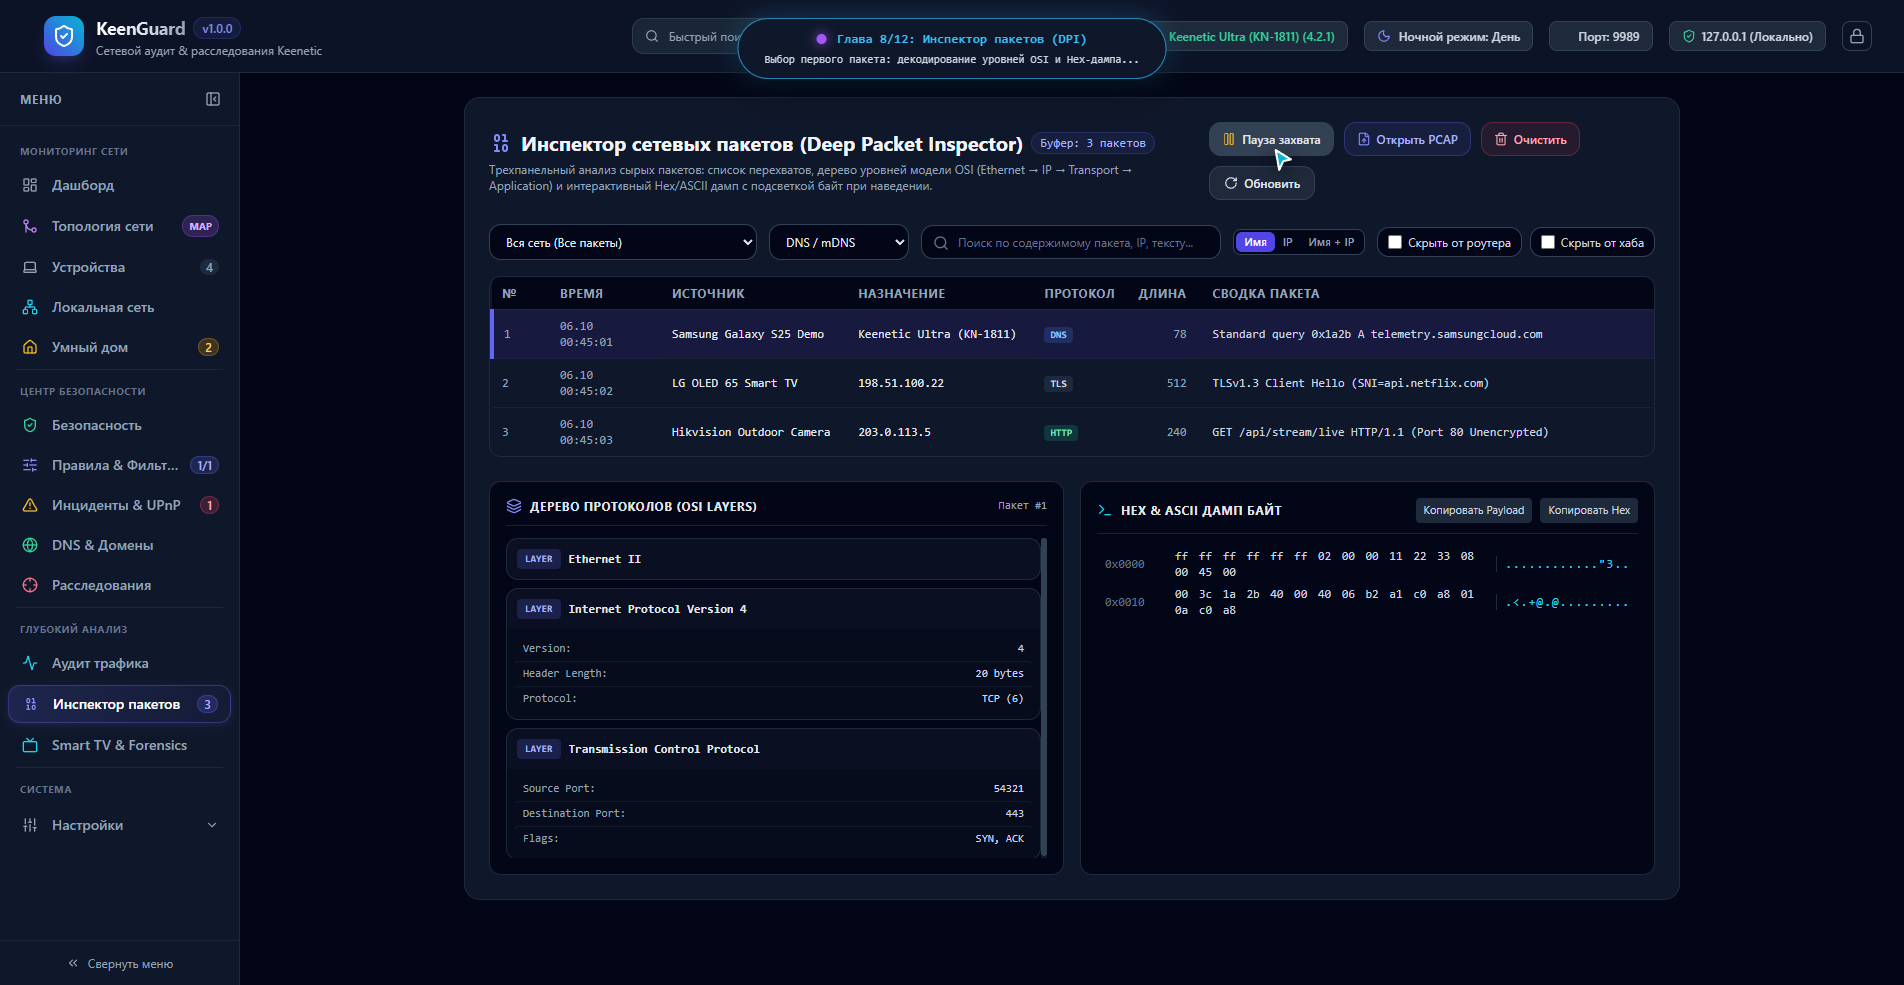 KeenGuard v1.0.0
Сетевой аудит & расследования Keenetic
Быстрый пои
Глава 8/12: Инспектор пакетов (DPI)
Выбор первого пакета: декодирование уровней OSI и Hex-дампа...
Keenetic Ultra (KN-1811) (4.2.1)
Ночной режим: День
Порт: 9989
127.0.0.1 (Локально)
МЕНЮ
МОНИТОРИНГ СЕТИ
Дашборд
Топология сети MAP
Устройства 4
Локальная сеть
Умный дом 2
ЦЕНТР БЕЗОПАСНОСТИ
Безопасность
Правила & Фильт... 1/1
Инциденты & UPnP 1
DNS & Домены
Расследования
ГЛУБОКИЙ АНАЛИЗ
Аудит трафика
Инспектор пакетов 3
Smart TV & Forensics
СИСТЕМА
Настройки
Свернуть меню
Инспектор сетевых пакетов (Deep Packet Inspector) Буфер: 3 пакетов
Трехпанельный анализ сырых пакетов: список перехватов, дерево уровней модели OSI (Ethernet → IP → Transport →
Application) и интерактивный Hex/ASCII дамп с подсветкой байт при наведении.
Пауза захвата
Открыть PCAP
Очистить
Обновить
Вся сеть (Все пакеты)
DNS / mDNS
Поиск по содержимому пакета, IP, тексту...
Имя IP Имя + IP
Скрыть от роутера
Скрыть от хаба
№ ВРЕМЯ ИСТОЧНИК НАЗНАЧЕНИЕ ПРОТОКОЛ ДЛИНА СВОДКА ПАКЕТА
1 06.10 00:45:01 Samsung Galaxy S25 Demo Keenetic Ultra (KN-1811) DNS 78 Standard query 0x1a2b A telemetry.samsungcloud.com
2 06.10 00:45:02 LG OLED 65 Smart TV 198.51.100.22 TLS 512 TLSv1.3 Client Hello (SNI=api.netflix.com)
3 06.10 00:45:03 Hikvision Outdoor Camera 203.0.113.5 HTTP 240 GET /api/stream/live HTTP/1.1 (Port 80 Unencrypted)
ДЕРЕВО ПРОТОКОЛОВ (OSI LAYERS) Пакет #1
LAYER Ethernet II
LAYER Internet Protocol Version 4
Version: 4
Header Length: 20 bytes
Protocol: TCP (6)
LAYER Transmission Control Protocol
Source Port: 54321
Destination Port: 443
Flags: SYN, ACK
HEX & ASCII ДАМП БАЙТ
Копировать Payload
Копировать Hex
0x0000 ff ff ff ff ff ff 02 00 00 11 22 33 08 ............"3..
00 45 00
0x0010 00 3c 1a 2b 40 00 40 06 b2 a1 c0 a8 01 .<.+@.@.........
0a c0 a8